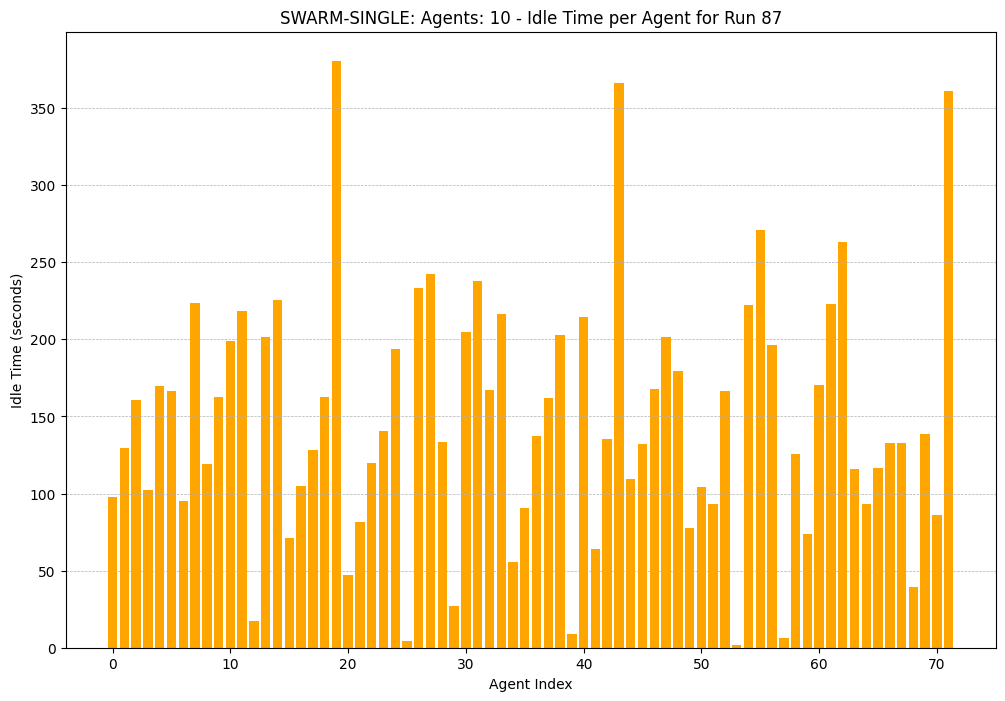 SWARM-SINGLE: Agents: 10 - Idle Time per Agent for Run 87
Idle Time (seconds)
350
300
250
200
150
100
50
0
0 10 20 30 40 50 60 70
Agent Index